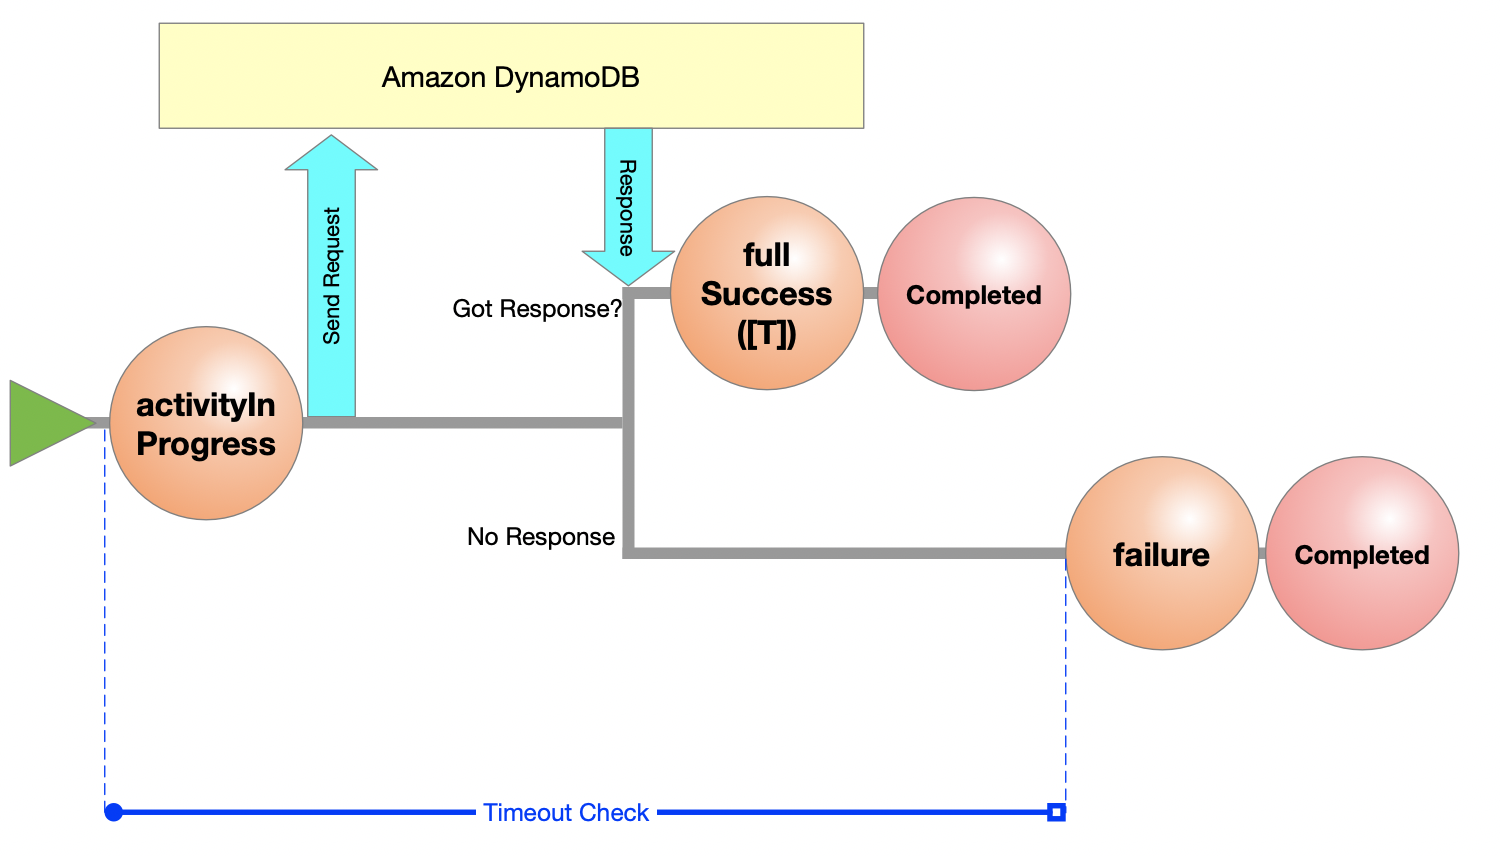 Amazon DynamoDB
Send Request
Response
full
Success
([T])
Completed
Got Response?
activityIn
Progress
No Response
failure
Completed
Timeout Check